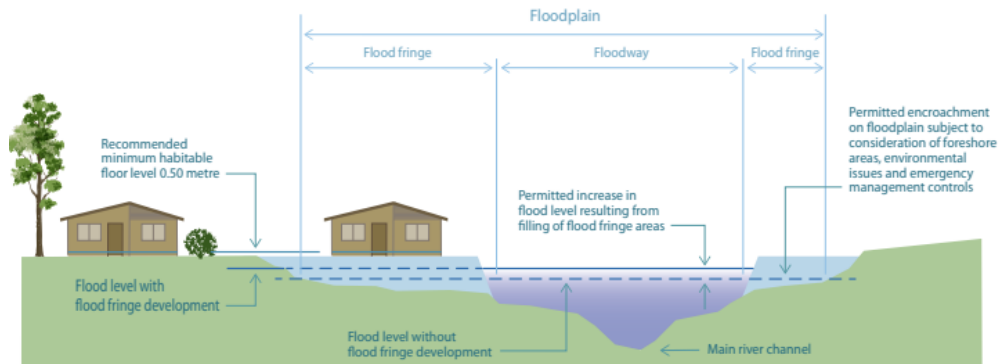 Floodplain
Flood fringe
Floodway
Flood fringe
Recommended
minimum habitable
floor level 0.50 metre
Permitted encroachment
on floodplain subject to
consideration of foreshore
areas, environmental
issues and emergency
management controls
Permitted increase in
flood level resulting from
filling of flood fringe areas
Flood level with
flood fringe development
Flood level without
flood fringe development
Main river channel